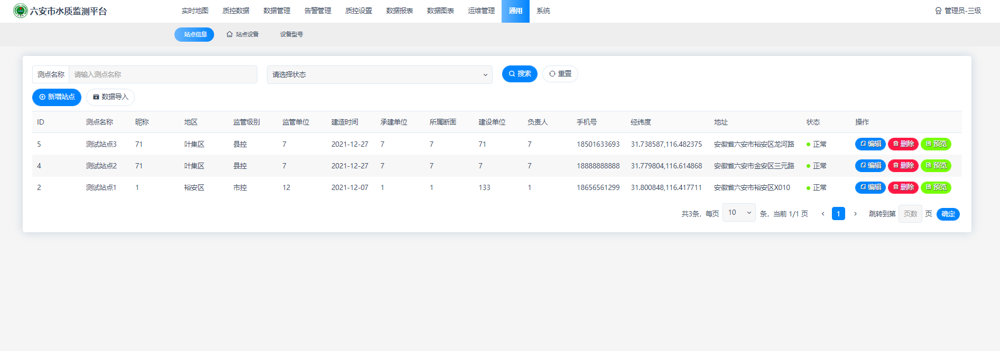 六安市水质监测平台 实时地图 质控数据 数据管理 告警管理 质控设置 数据报表 数据图表 运维管理 通用 系统 管理员-三级
站点信息 站点设备 设备型号
测点名称 请输入测点名称 请选择状态 搜索 重置
新增站点 数据导入
ID 测点名称 昵称 地区 监管级别 监管单位 建造时间 承建单位 所属断面 建设单位 负责人 手机号 经纬度 地址 状态 操作
5 测试站点3 71 叶集区 县控 7 2021-12-27 7 7 71 7 18501633693 31.738587,116.482375 安徽省六安市裕安区龙河路 正常 编辑 删除 预览
4 测试站点2 71 叶集区 县控 7 2021-12-27 7 7 7 7 18888888888 31.779804,116.614868 安徽省六安市金安区三元路 正常 编辑 删除 预览
2 测试站点1 1 裕安区 市控 12 2021-12-07 1 1 133 1 18656561299 31.800848,116.417711 安徽省六安市裕安区X010 正常 编辑 删除 预览
共3条, 每页 10 条, 当前 1/1 页 ‹ 1 › 跳转到第 页数 页 确定